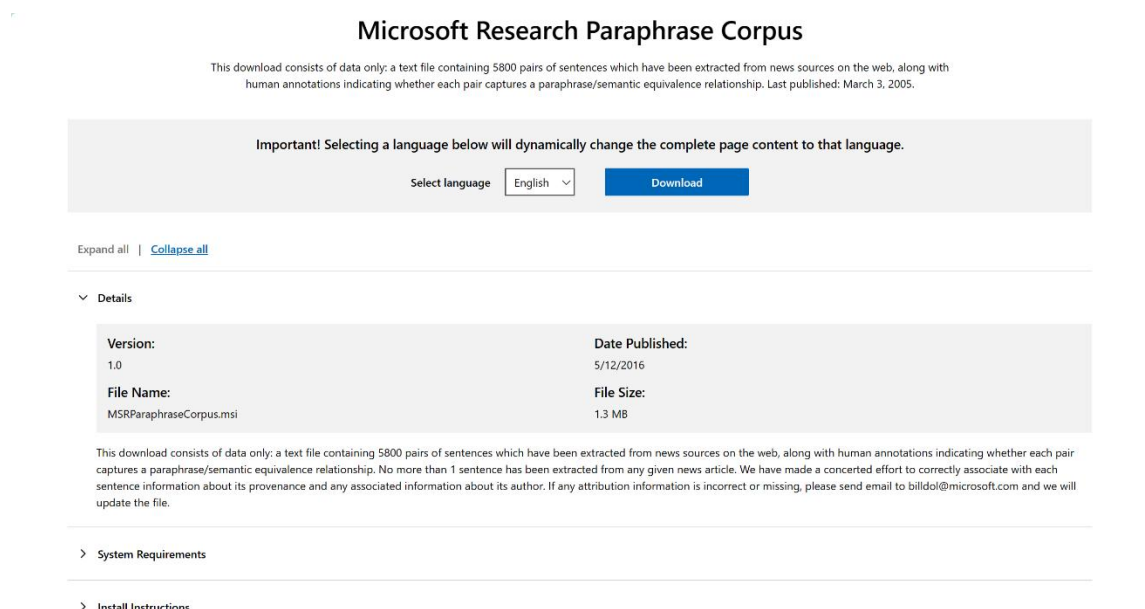 Microsoft Research Paraphrase Corpus
This download consists of data only: a text file containing 5800 pairs of sentences which have been extracted from news sources on the web, along with
human annotations indicating whether each pair captures a paraphrase/semantic equivalence relationship. Last published: March 3, 2005.
Important! Selecting a language below will dynamically change the complete page content to that language.
Select language English Download
Expand all | Collapse all
Details
Version: Date Published:
1.0 5/12/2016
File Name: File Size:
MSRParaphraseCorpus.msi 1.3 MB
This download consists of data only: a text file containing 5800 pairs of sentences which have been extracted from news sources on the web, along with human annotations indicating whether each pair
captures a paraphrase/semantic equivalence relationship. No more than 1 sentence has been extracted from any given news article. We have made a concerted effort to correctly associate with each
sentence information about its provenance and any associated information about its author. If any attribution information is incorrect or missing, please send email to billdol@microsoft.com and we will
update the file.
System Requirements
Install Instructions